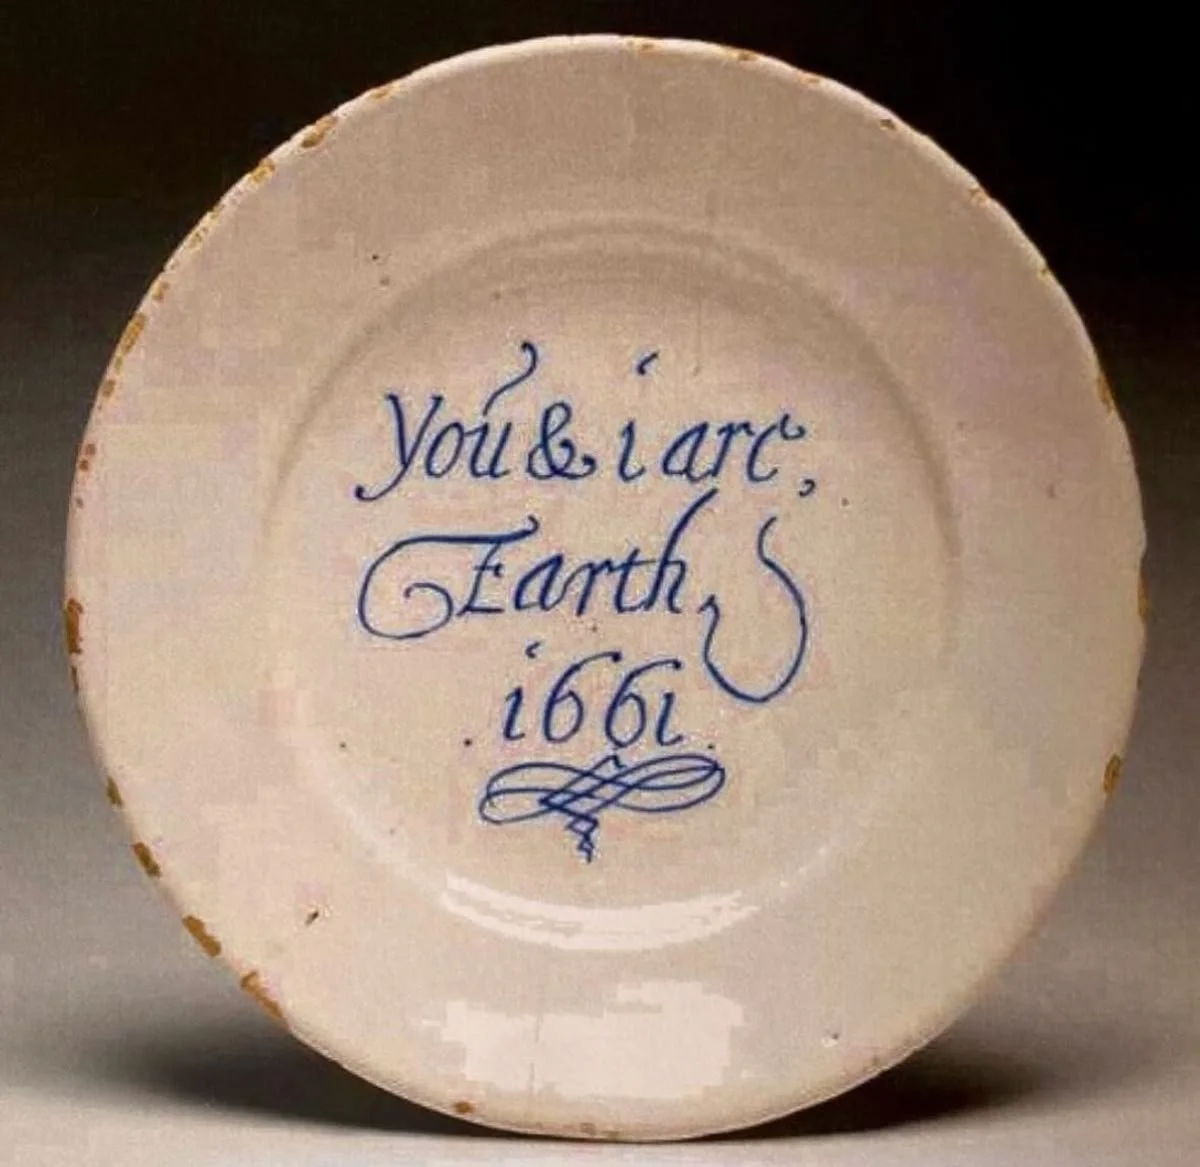 You & i are,
Earth,
1661